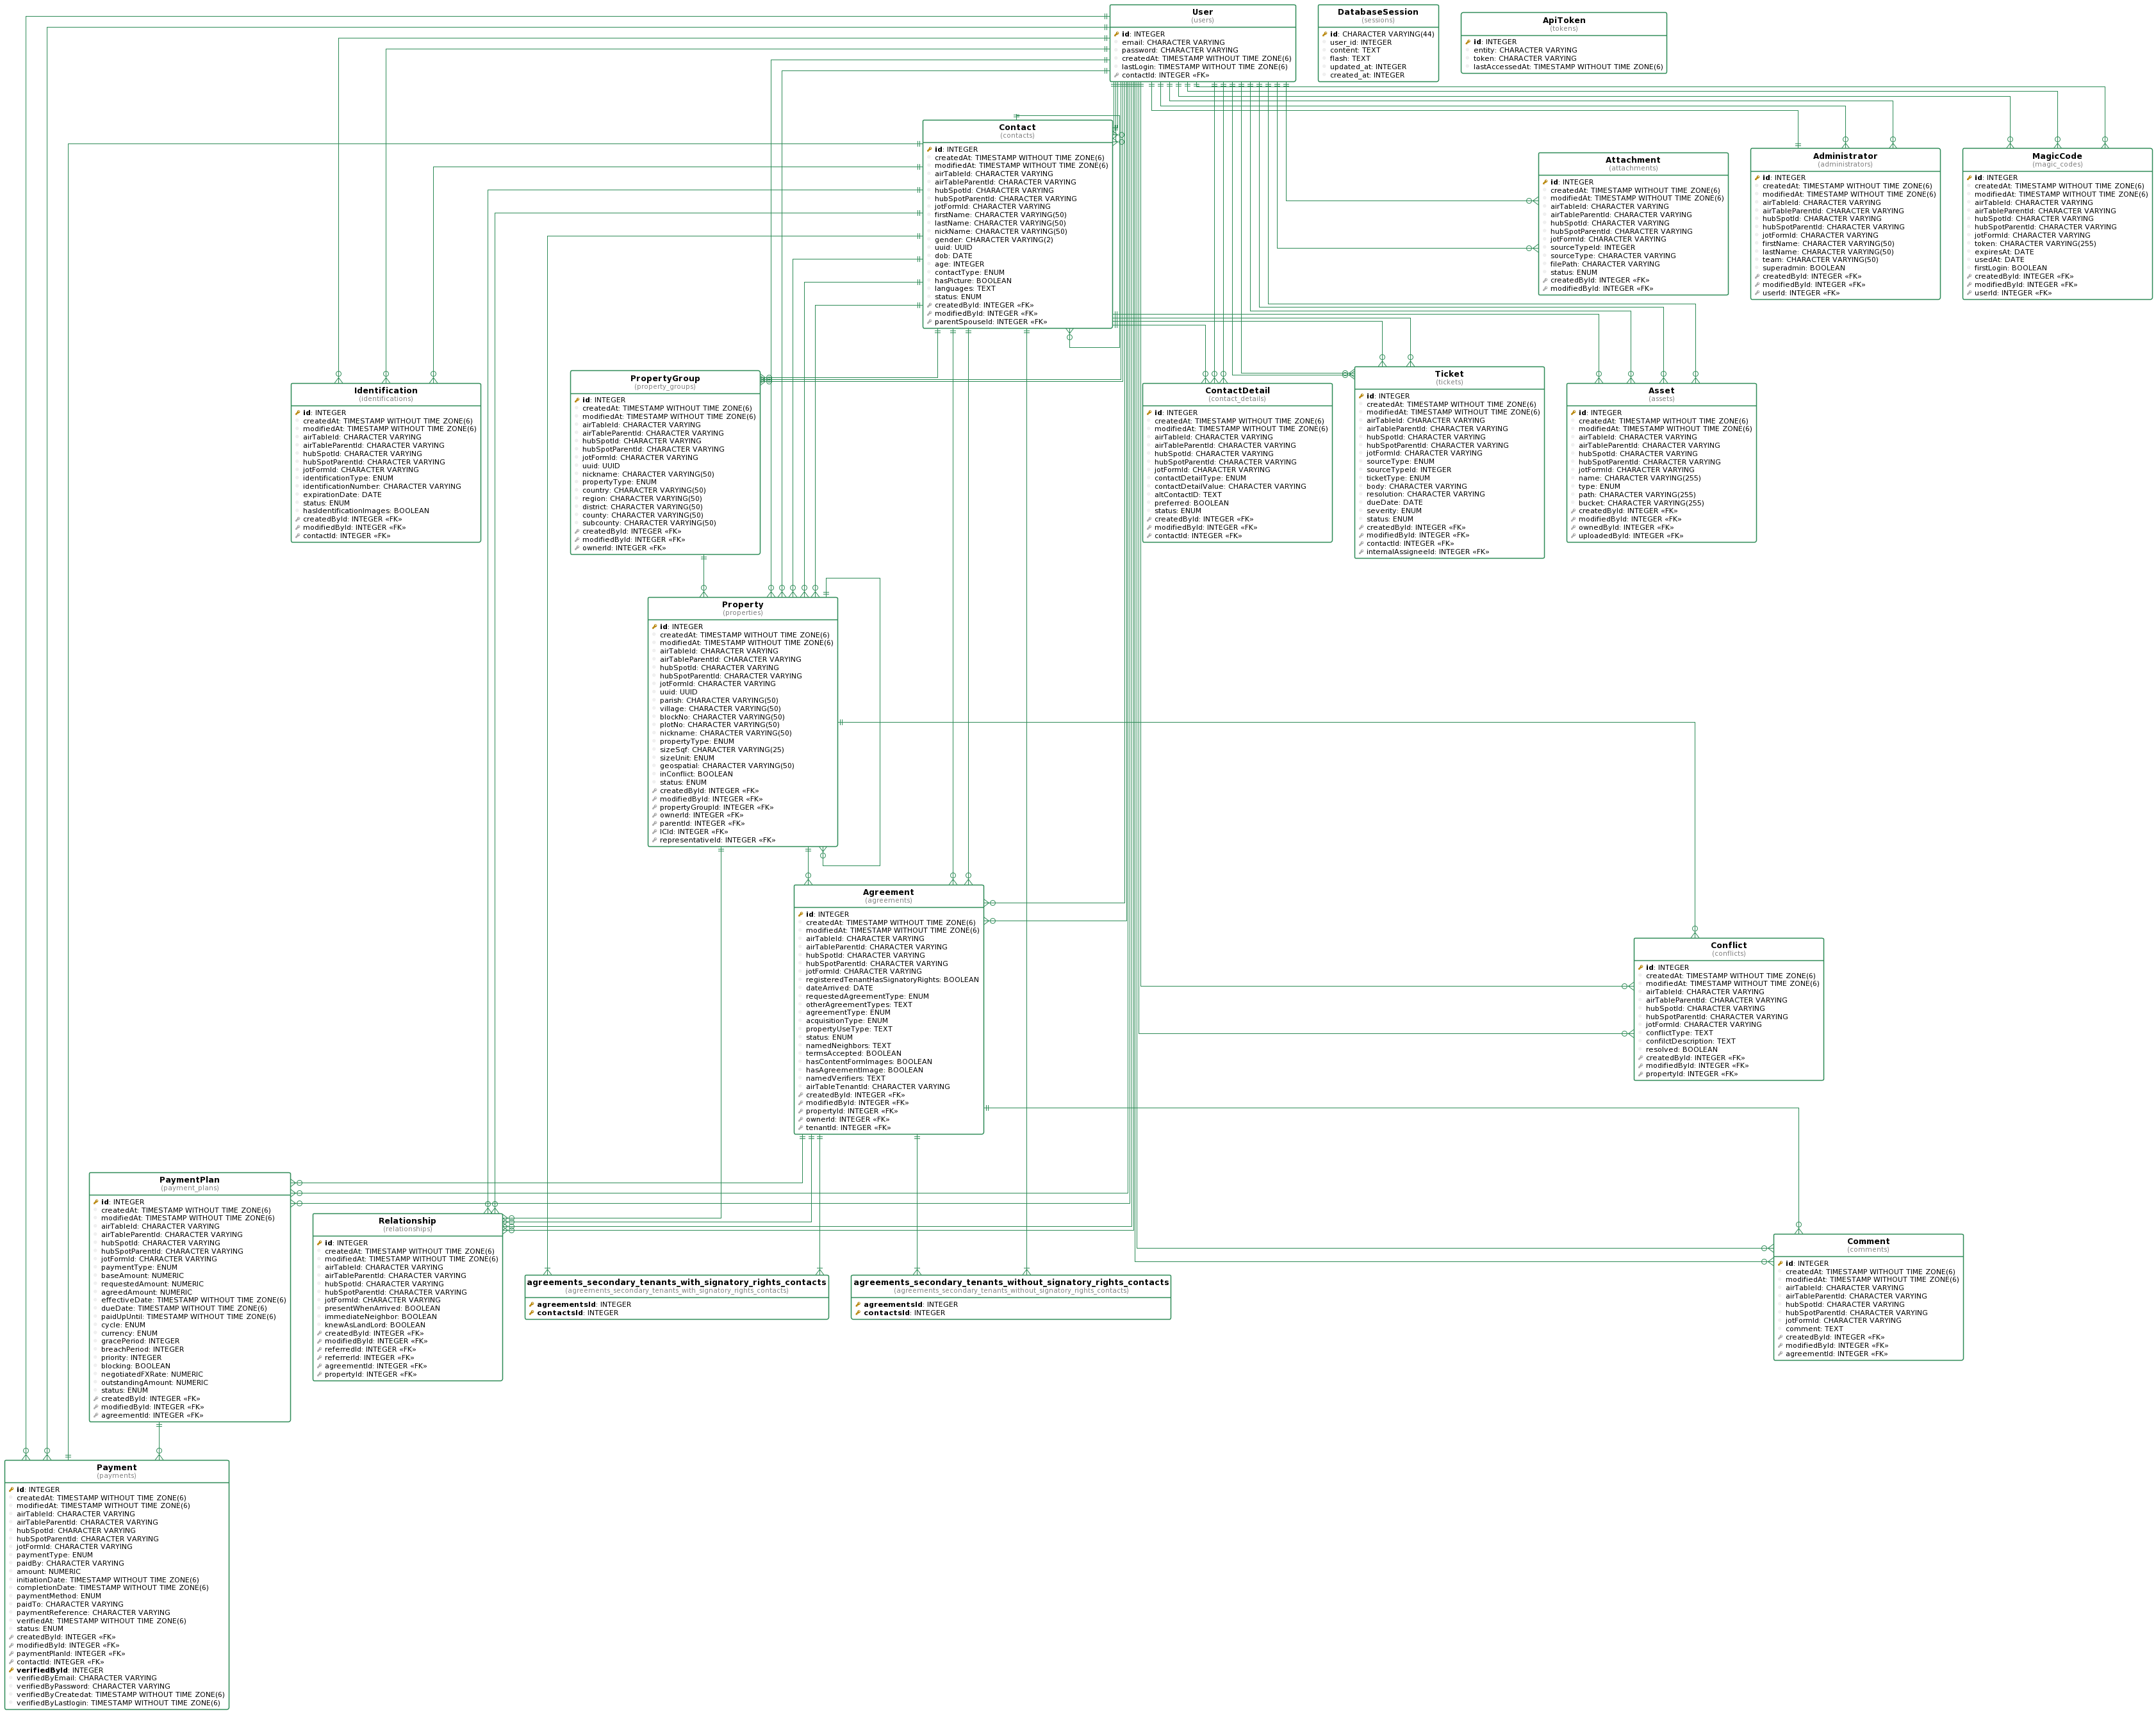 User
(users)
id: INTEGER
email: CHARACTER VARYING
password: CHARACTER VARYING
createdAt: TIMESTAMP WITHOUT TIME ZONE(6)
lastLogin: TIMESTAMP WITHOUT TIME ZONE(6)
contactId: INTEGER «FK»
DatabaseSession
(sessions)
id: CHARACTER VARYING(44)
user_id: INTEGER
content: TEXT
flash: TEXT
updated_at: INTEGER
created_at: INTEGER
ApiToken
(tokens)
id: INTEGER
entity: CHARACTER VARYING
token: CHARACTER VARYING
lastAccessedAt: TIMESTAMP WITHOUT TIME ZONE(6)
Contact
(contacts)
id: INTEGER
createdAt: TIMESTAMP WITHOUT TIME ZONE(6)
modifiedAt: TIMESTAMP WITHOUT TIME ZONE(6)
airTableId: CHARACTER VARYING
airTableParentId: CHARACTER VARYING
hubSpotId: CHARACTER VARYING
hubSpotParentId: CHARACTER VARYING
jotFormId: CHARACTER VARYING
firstName: CHARACTER VARYING(50)
lastName: CHARACTER VARYING(50)
nickName: CHARACTER VARYING(50)
gender: CHARACTER VARYING(2)
uuid: UUID
dob: DATE
age: INTEGER
contactType: ENUM
hasPicture: BOOLEAN
languages: TEXT
status: ENUM
createdById: INTEGER «FK»
modifiedById: INTEGER «FK»
parentSpouseId: INTEGER «FK»
Attachment
(attachments)
id: INTEGER
createdAt: TIMESTAMP WITHOUT TIME ZONE(6)
modifiedAt: TIMESTAMP WITHOUT TIME ZONE(6)
airTableId: CHARACTER VARYING
airTableParentId: CHARACTER VARYING
hubSpotId: CHARACTER VARYING
hubSpotParentId: CHARACTER VARYING
jotFormId: CHARACTER VARYING
sourceTypeId: INTEGER
sourceType: CHARACTER VARYING
filePath: CHARACTER VARYING
status: ENUM
createdById: INTEGER «FK»
modifiedById: INTEGER «FK»
Administrator
(administrators)
id: INTEGER
createdAt: TIMESTAMP WITHOUT TIME ZONE(6)
modifiedAt: TIMESTAMP WITHOUT TIME ZONE(6)
airTableId: CHARACTER VARYING
airTableParentId: CHARACTER VARYING
hubSpotId: CHARACTER VARYING
hubSpotParentId: CHARACTER VARYING
jotFormId: CHARACTER VARYING
firstName: CHARACTER VARYING(50)
lastName: CHARACTER VARYING(50)
team: CHARACTER VARYING(50)
superadmin: BOOLEAN
createdById: INTEGER «FK»
modifiedById: INTEGER «FK»
userId: INTEGER «FK»
MagicCode
(magic_codes)
id: INTEGER
createdAt: TIMESTAMP WITHOUT TIME ZONE(6)
modifiedAt: TIMESTAMP WITHOUT TIME ZONE(6)
airTableId: CHARACTER VARYING
airTableParentId: CHARACTER VARYING
hubSpotId: CHARACTER VARYING
hubSpotParentId: CHARACTER VARYING
jotFormId: CHARACTER VARYING
token: CHARACTER VARYING(255)
expiresAt: DATE
usedAt: DATE
firstLogin: BOOLEAN
createdById: INTEGER «FK»
modifiedById: INTEGER «FK»
userId: INTEGER «FK»
Identification
(identifications)
id: INTEGER
createdAt: TIMESTAMP WITHOUT TIME ZONE(6)
modifiedAt: TIMESTAMP WITHOUT TIME ZONE(6)
airTableId: CHARACTER VARYING
airTableParentId: CHARACTER VARYING
hubSpotId: CHARACTER VARYING
hubSpotParentId: CHARACTER VARYING
jotFormId: CHARACTER VARYING
identificationType: ENUM
identificationNumber: CHARACTER VARYING
expirationDate: DATE
status: ENUM
hasIdentificationImages: BOOLEAN
createdById: INTEGER «FK»
modifiedById: INTEGER «FK»
contactId: INTEGER «FK»
PropertyGroup
(property_groups)
id: INTEGER
createdAt: TIMESTAMP WITHOUT TIME ZONE(6)
modifiedAt: TIMESTAMP WITHOUT TIME ZONE(6)
airTableId: CHARACTER VARYING
airTableParentId: CHARACTER VARYING
hubSpotId: CHARACTER VARYING
hubSpotParentId: CHARACTER VARYING
jotFormId: CHARACTER VARYING
uuid: UUID
nickname: CHARACTER VARYING(50)
propertyType: ENUM
country: CHARACTER VARYING(50)
region: CHARACTER VARYING(50)
district: CHARACTER VARYING(50)
county: CHARACTER VARYING(50)
subcounty: CHARACTER VARYING(50)
createdById: INTEGER «FK»
modifiedById: INTEGER «FK»
ownerId: INTEGER «FK»
ContactDetail
(contact_details)
id: INTEGER
createdAt: TIMESTAMP WITHOUT TIME ZONE(6)
modifiedAt: TIMESTAMP WITHOUT TIME ZONE(6)
airTableId: CHARACTER VARYING
airTableParentId: CHARACTER VARYING
hubSpotId: CHARACTER VARYING
hubSpotParentId: CHARACTER VARYING
jotFormId: CHARACTER VARYING
contactDetailType: ENUM
contactDetailValue: CHARACTER VARYING
altContactID: TEXT
preferred: BOOLEAN
status: ENUM
createdById: INTEGER «FK»
modifiedById: INTEGER «FK»
contactId: INTEGER «FK»
Ticket
(tickets)
id: INTEGER
createdAt: TIMESTAMP WITHOUT TIME ZONE(6)
modifiedAt: TIMESTAMP WITHOUT TIME ZONE(6)
airTableId: CHARACTER VARYING
airTableParentId: CHARACTER VARYING
hubSpotId: CHARACTER VARYING
hubSpotParentId: CHARACTER VARYING
jotFormId: CHARACTER VARYING
sourceType: ENUM
sourceTypeId: INTEGER
ticketType: ENUM
body: CHARACTER VARYING
resolution: CHARACTER VARYING
dueDate: DATE
severity: ENUM
status: ENUM
createdById: INTEGER «FK»
modifiedById: INTEGER «FK»
contactId: INTEGER «FK»
internalAssigneeId: INTEGER «FK»
Asset
(assets)
id: INTEGER
createdAt: TIMESTAMP WITHOUT TIME ZONE(6)
modifiedAt: TIMESTAMP WITHOUT TIME ZONE(6)
airTableId: CHARACTER VARYING
airTableParentId: CHARACTER VARYING
hubSpotId: CHARACTER VARYING
hubSpotParentId: CHARACTER VARYING
jotFormId: CHARACTER VARYING
name: CHARACTER VARYING(255)
type: ENUM
path: CHARACTER VARYING(255)
bucket: CHARACTER VARYING(255)
createdById: INTEGER «FK»
modifiedById: INTEGER «FK»
ownedById: INTEGER «FK»
uploadedById: INTEGER «FK»
Property
(properties)
id: INTEGER
createdAt: TIMESTAMP WITHOUT TIME ZONE(6)
modifiedAt: TIMESTAMP WITHOUT TIME ZONE(6)
airTableId: CHARACTER VARYING
airTableParentId: CHARACTER VARYING
hubSpotId: CHARACTER VARYING
hubSpotParentId: CHARACTER VARYING
jotFormId: CHARACTER VARYING
uuid: UUID
parish: CHARACTER VARYING(50)
village: CHARACTER VARYING(50)
blockNo: CHARACTER VARYING(50)
plotNo: CHARACTER VARYING(50)
nickname: CHARACTER VARYING(50)
propertyType: ENUM
sizeSqf: CHARACTER VARYING(25)
sizeUnit: ENUM
geospatial: CHARACTER VARYING(50)
inConflict: BOOLEAN
status: ENUM
createdById: INTEGER «FK»
modifiedById: INTEGER «FK»
propertyGroupId: INTEGER «FK»
ownerId: INTEGER «FK»
parentId: INTEGER «FK»
ICId: INTEGER «FK»
representativeId: INTEGER «FK»
Agreement
(agreements)
id: INTEGER
createdAt: TIMESTAMP WITHOUT TIME ZONE(6)
modifiedAt: TIMESTAMP WITHOUT TIME ZONE(6)
airTableId: CHARACTER VARYING
airTableParentId: CHARACTER VARYING
hubSpotId: CHARACTER VARYING
hubSpotParentId: CHARACTER VARYING
jotFormId: CHARACTER VARYING
registeredTenantHasSignatoryRights: BOOLEAN
dateArrived: DATE
requestedAgreementType: ENUM
otherAgreementTypes: TEXT
agreementType: ENUM
acquisitionType: ENUM
propertyUseType: TEXT
status: ENUM
namedNeighbors: TEXT
termsAccepted: BOOLEAN
hasContentFormImages: BOOLEAN
hasAgreementImage: BOOLEAN
namedVerifiers: TEXT
airTableTenantId: CHARACTER VARYING
createdById: INTEGER «FK»
modifiedById: INTEGER «FK»
propertyId: INTEGER «FK»
ownerId: INTEGER «FK»
tenantId: INTEGER «FK»
Conflict
(conflicts)
id: INTEGER
createdAt: TIMESTAMP WITHOUT TIME ZONE(6)
modifiedAt: TIMESTAMP WITHOUT TIME ZONE(6)
airTableId: CHARACTER VARYING
airTableParentId: CHARACTER VARYING
hubSpotId: CHARACTER VARYING
hubSpotParentId: CHARACTER VARYING
jotFormId: CHARACTER VARYING
conflictType: TEXT
confilctDescription: TEXT
resolved: BOOLEAN
createdById: INTEGER «FK»
modifiedById: INTEGER «FK»
propertyId: INTEGER «FK»
PaymentPlan
(payment_plans)
id: INTEGER
createdAt: TIMESTAMP WITHOUT TIME ZONE(6)
modifiedAt: TIMESTAMP WITHOUT TIME ZONE(6)
airTableId: CHARACTER VARYING
airTableParentId: CHARACTER VARYING
hubSpotId: CHARACTER VARYING
hubSpotParentId: CHARACTER VARYING
jotFormId: CHARACTER VARYING
paymentType: ENUM
baseAmount: NUMERIC
requestedAmount: NUMERIC
agreedAmount: NUMERIC
effectiveDate: TIMESTAMP WITHOUT TIME ZONE(6)
dueDate: TIMESTAMP WITHOUT TIME ZONE(6)
paidUpUntil: TIMESTAMP WITHOUT TIME ZONE(6)
cycle: ENUM
currency: ENUM
gracePeriod: INTEGER
breachPeriod: INTEGER
priority: INTEGER
blocking: BOOLEAN
negotiatedFXRate: NUMERIC
outstandingAmount: NUMERIC
status: ENUM
createdById: INTEGER «FK»
modifiedById: INTEGER «FK»
agreementId: INTEGER «FK»
Relationship
(relationships)
id: INTEGER
createdAt: TIMESTAMP WITHOUT TIME ZONE(6)
modifiedAt: TIMESTAMP WITHOUT TIME ZONE(6)
airTableId: CHARACTER VARYING
airTableParentId: CHARACTER VARYING
hubSpotId: CHARACTER VARYING
hubSpotParentId: CHARACTER VARYING
jotFormId: CHARACTER VARYING
presentWhenArrived: BOOLEAN
immediateNeighbor: BOOLEAN
knewAsLandLord: BOOLEAN
createdById: INTEGER «FK»
modifiedById: INTEGER «FK»
referredId: INTEGER «FK»
referrerId: INTEGER «FK»
agreementId: INTEGER «FK»
propertyId: INTEGER «FK»
agreements_secondary_tenants_with_signatory_rights_contacts
(agreements_secondary_tenants_with_signatory_rights_contacts)
agreementsId: INTEGER
contactsId: INTEGER
agreements_secondary_tenants_without_signatory_rights_contacts
(agreements_secondary_tenants_without_signatory_rights_contacts)
agreementsId: INTEGER
contactsId: INTEGER
Comment
(comments)
id: INTEGER
createdAt: TIMESTAMP WITHOUT TIME ZONE(6)
modifiedAt: TIMESTAMP WITHOUT TIME ZONE(6)
airTableId: CHARACTER VARYING
airTableParentId: CHARACTER VARYING
hubSpotId: CHARACTER VARYING
hubSpotParentId: CHARACTER VARYING
jotFormId: CHARACTER VARYING
comment: TEXT
createdById: INTEGER «FK»
modifiedById: INTEGER «FK»
agreementId: INTEGER «FK»
Payment
(payments)
id: INTEGER
createdAt: TIMESTAMP WITHOUT TIME ZONE(6)
modifiedAt: TIMESTAMP WITHOUT TIME ZONE(6)
airTableId: CHARACTER VARYING
airTableParentId: CHARACTER VARYING
hubSpotId: CHARACTER VARYING
hubSpotParentId: CHARACTER VARYING
jotFormId: CHARACTER VARYING
paymentType: ENUM
paidBy: CHARACTER VARYING
amount: NUMERIC
initiationDate: TIMESTAMP WITHOUT TIME ZONE(6)
completionDate: TIMESTAMP WITHOUT TIME ZONE(6)
paymentMethod: ENUM
paidTo: CHARACTER VARYING
paymentReference: CHARACTER VARYING
verifiedAt: TIMESTAMP WITHOUT TIME ZONE(6)
status: ENUM
createdById: INTEGER «FK»
modifiedById: INTEGER «FK»
paymentPlanId: INTEGER «FK»
contactId: INTEGER «FK»
verifiedById: INTEGER
verifiedByEmail: CHARACTER VARYING
verifiedByPassword: CHARACTER VARYING
verifiedByCreatedat: TIMESTAMP WITHOUT TIME ZONE(6)
verifiedByLastlogin: TIMESTAMP WITHOUT TIME ZONE(6)